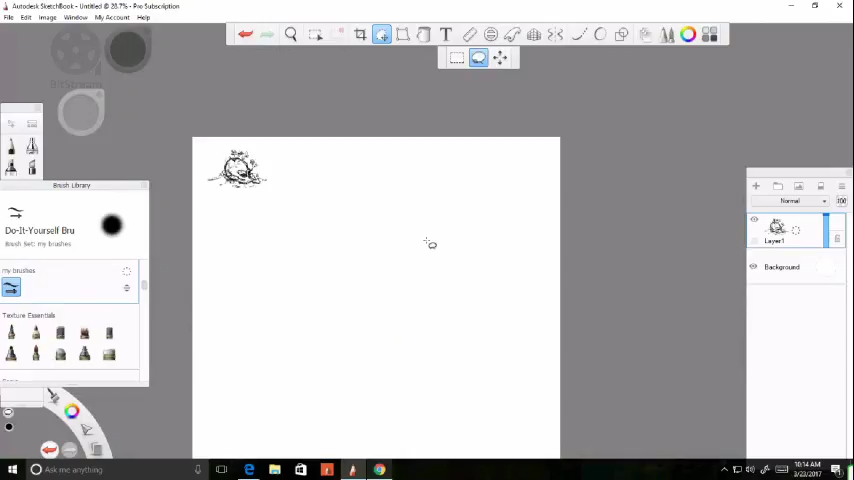 Autodesk SketchBook - Untitled @ 28.7% - Pre Subscription
File Edit Image Window My Account Help
BitStreams
Brush Library
Do-It-Yourself Bru
Brush Set: my brushes
my brushes
Texture Essentials
Normal
100
Layer1
Background
Ask me anything
10:14 AM
3/23/2017